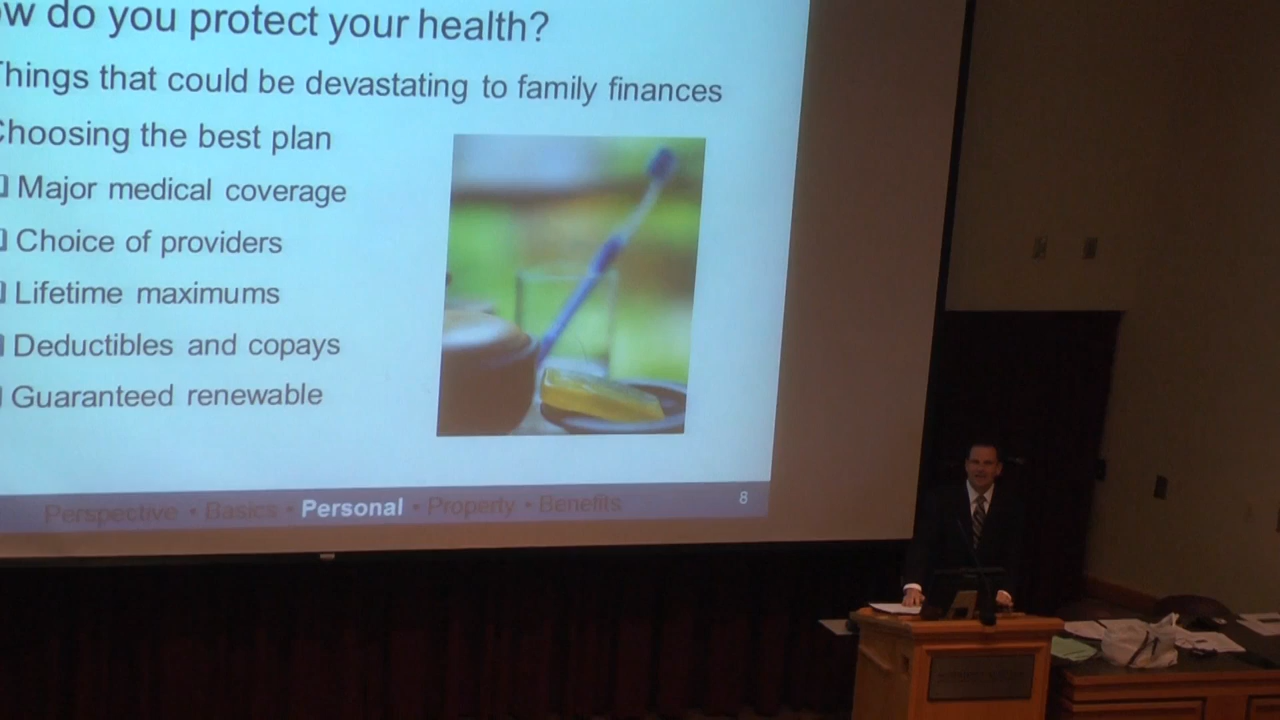 w do you protect your health?
hings that could be devastating to family finances
hoosing the best plan
Major medical coverage
Choice of providers
Lifetime maximums
Deductibles and copays
Guaranteed renewable
Perspective • Basics • Personal • Property • Benefits
8